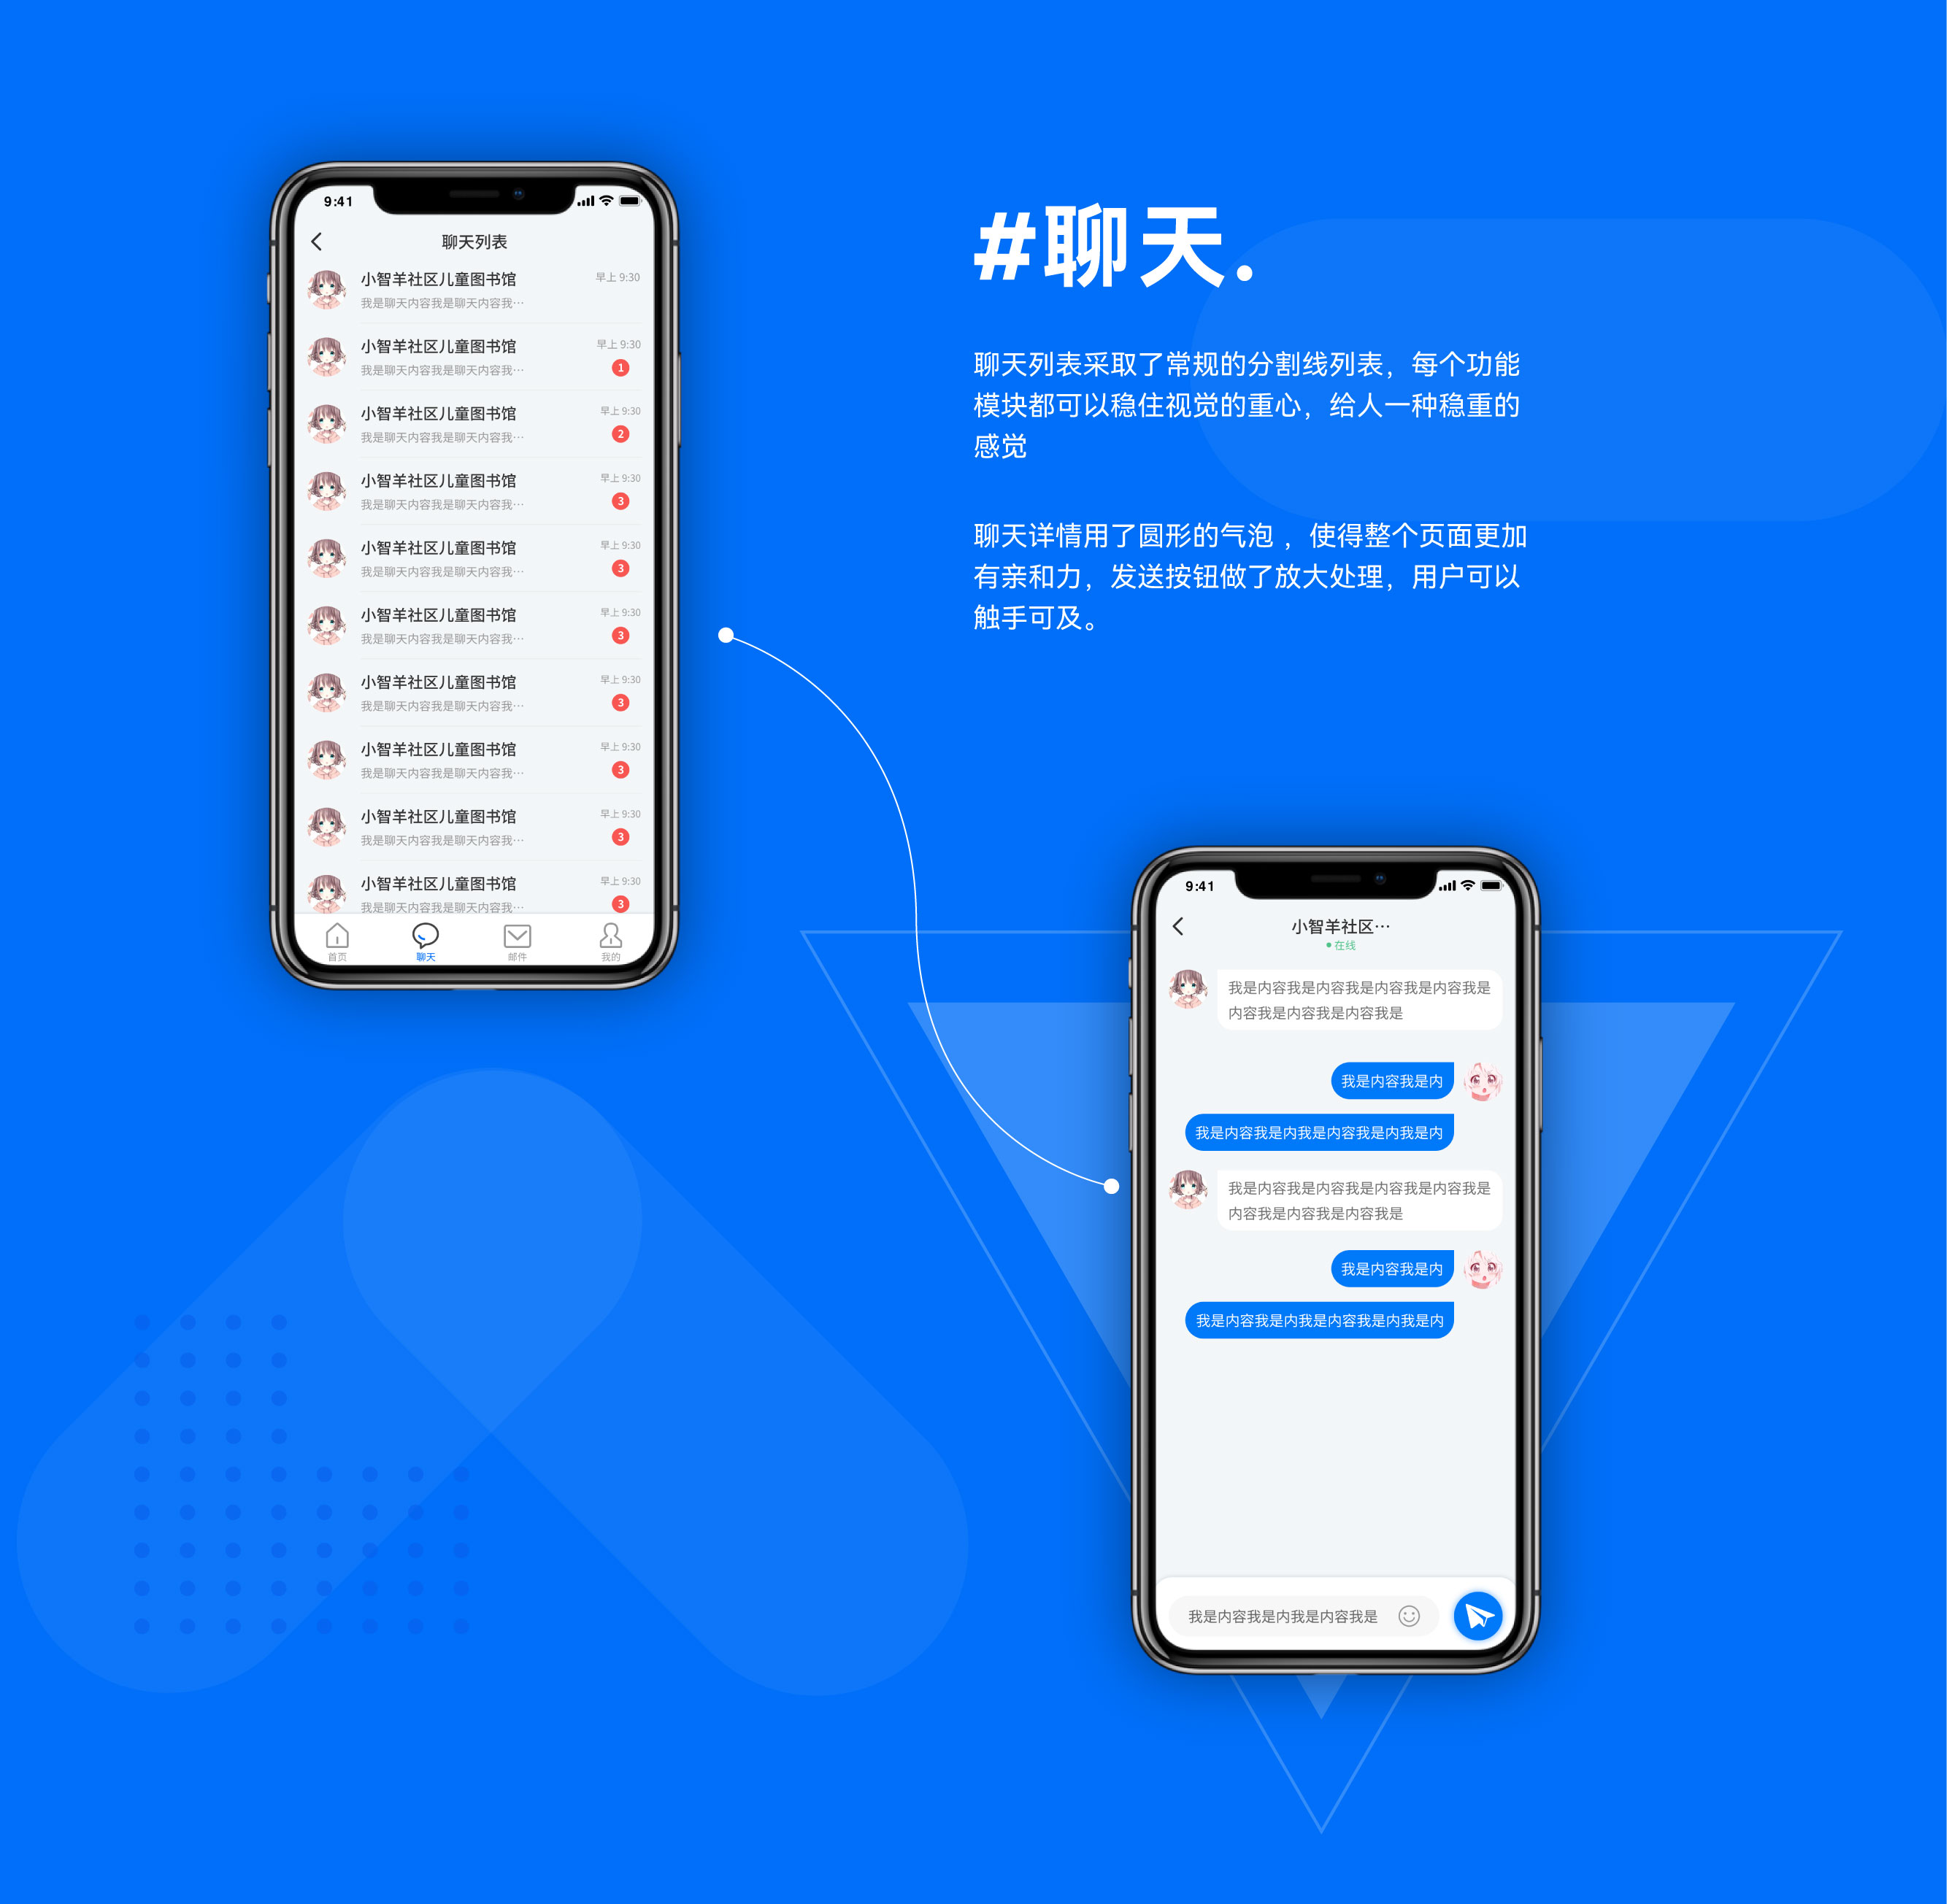 9:41
聊天列表
小智羊社区儿童图书馆 早上 9:30
我是聊天内容我是聊天内容我…
小智羊社区儿童图书馆 早上 9:30
我是聊天内容我是聊天内容我… 1
小智羊社区儿童图书馆 早上 9:30
我是聊天内容我是聊天内容我… 2
小智羊社区儿童图书馆 早上 9:30
我是聊天内容我是聊天内容我… 3
小智羊社区儿童图书馆 早上 9:30
我是聊天内容我是聊天内容我… 3
小智羊社区儿童图书馆 早上 9:30
我是聊天内容我是聊天内容我… 3
小智羊社区儿童图书馆 早上 9:30
我是聊天内容我是聊天内容我… 3
小智羊社区儿童图书馆 早上 9:30
我是聊天内容我是聊天内容我… 3
小智羊社区儿童图书馆 早上 9:30
我是聊天内容我是聊天内容我… 3
小智羊社区儿童图书馆 早上 9:30
我是聊天内容我是聊天内容我… 3
首页 聊天 邮件 我的
#聊天.
聊天列表采取了常规的分割线列表，每个功能
模块都可以稳住视觉的重心，给人一种稳重的
感觉
聊天详情用了圆形的气泡 ，使得整个页面更加
有亲和力，发送按钮做了放大处理，用户可以
触手可及。
9:41
小智羊社区…
在线
我是内容我是内容我是内容我是内容我是
内容我是内容我是内容我是
我是内容我是内
我是内容我是内我是内容我是内我是内
我是内容我是内容我是内容我是内容我是
内容我是内容我是内容我是
我是内容我是内
我是内容我是内我是内容我是内我是内
我是内容我是内我是内容我是